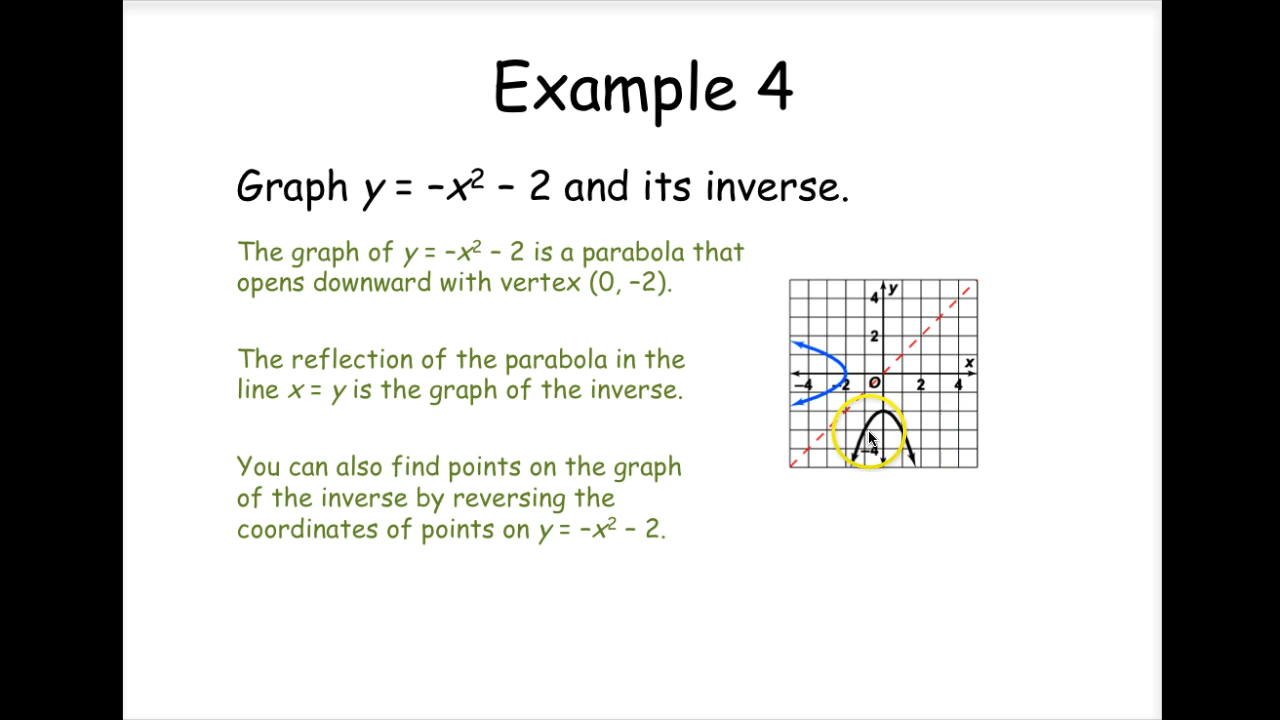 Example 4
Graph y = –x² – 2 and its inverse.
The graph of y = –x² – 2 is a parabola that
opens downward with vertex (0, –2).
The reflection of the parabola in the
line x = y is the graph of the inverse.
You can also find points on the graph
of the inverse by reversing the
coordinates of points on y = –x² – 2.
4 y
2
x
–4 –2 O 2 4
–4